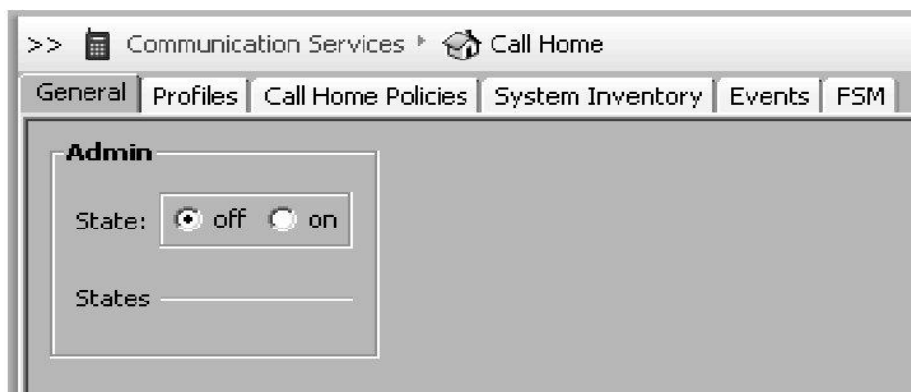 >> Communication Services Call Home
General Profiles Call Home Policies System Inventory Events FSM
Admin
State: off on
States